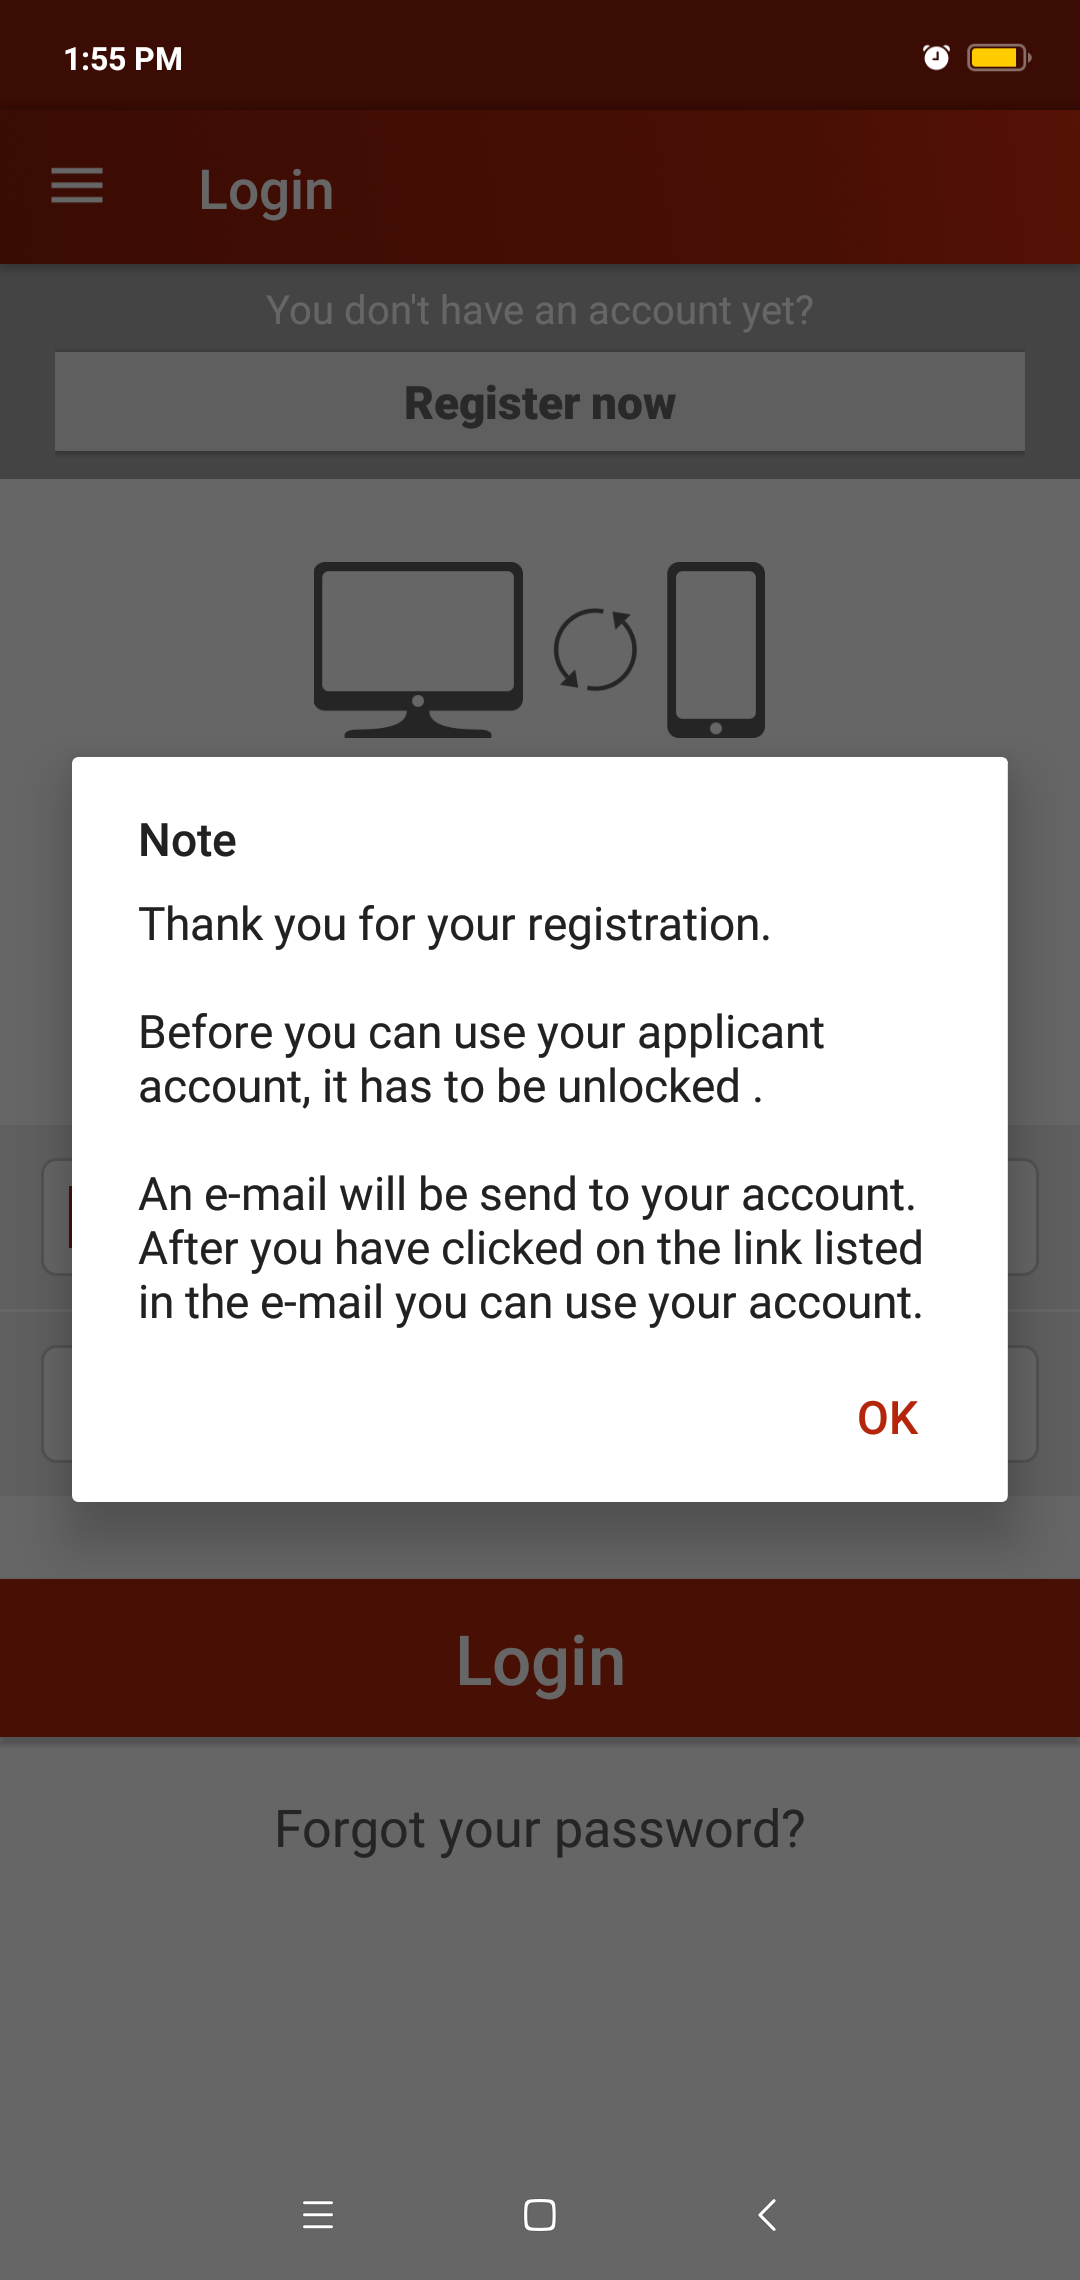 1:55 PM
Login
You don't have an account yet?
Register now
Note
Thank you for your registration.
Before you can use your applicant
account, it has to be unlocked .
An e-mail will be send to your account.
After you have clicked on the link listed
in the e-mail you can use your account.
OK
Login
Forgot your password?